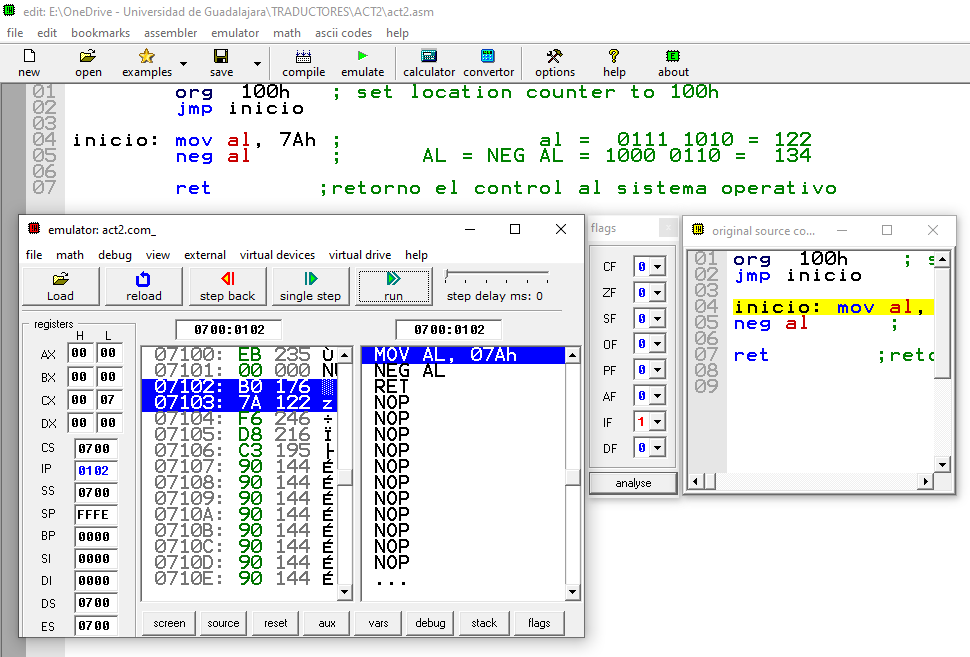 edit: E:\OneDrive - Universidad de Guadalajara\TRADUCTORES\ACT2\act2.asm
file edit bookmarks assembler emulator math ascii codes help
new open examples save compile emulate calculator convertor options help about
01 org 100h ; set location counter to 100h
02 jmp inicio
03
04 inicio: mov al, 7Ah ; al = 0111 1010 = 122
05 neg al ; AL = NEG AL = 1000 0110 = 134
06
07 ret ;retorno el control al sistema operativo
emulator: act2.com_
file math debug view external virtual devices virtual drive help
Load reload step back single step run step delay ms: 0
registers
H L
AX 00 00
BX 00 00
CX 00 07
DX 00 00
CS 0700
IP 0102
SS 0700
SP FFFE
BP 0000
SI 0000
DI 0000
DS 0700
ES 0700
0700:0102
07100: EB 235 Ù
07101: 00 000 NU
07102: B0 176 ▒
07103: 7A 122 z
07104: F6 246 ÷
07105: D8 216 Ï
07106: C3 195 ├
07107: 90 144 É
07108: 90 144 É
07109: 90 144 É
0710A: 90 144 É
0710B: 90 144 É
0710C: 90 144 É
0710D: 90 144 É
0710E: 90 144 É
0700:0102
MOV AL, 07Ah
NEG AL
RET
NOP
NOP
NOP
NOP
NOP
NOP
NOP
NOP
NOP
NOP
NOP
...
screen source reset aux vars debug stack flags
flags
CF 0
ZF 0
SF 0
OF 0
PF 0
AF 0
IF 1
DF 0
analyse
original source co...
01 org 100h ; s
02 jmp inicio
03
04 inicio: mov al,
05 neg al ;
06
07 ret ;reto
08
09